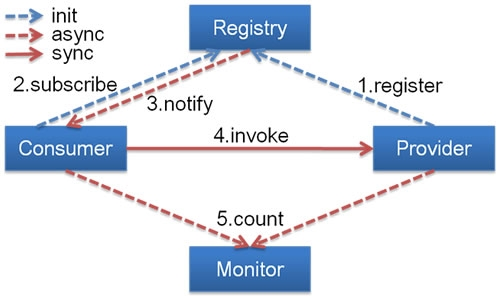 init
async
sync
Registry
2.subscribe
1.register
3.notify
4.invoke
Consumer
Provider
5.count
Monitor